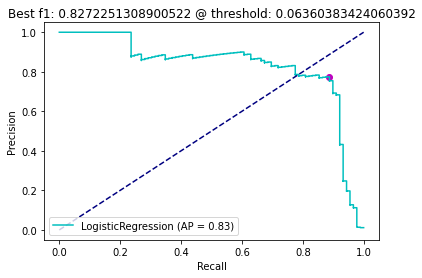 Best f1: 0.8272251308900522 @ threshold: 0.06360383424060392
1.0
0.8
0.6
0.4
0.2
0.0
Precision
LogisticRegression (AP = 0.83)
0.0 0.2 0.4 0.6 0.8 1.0
Recall